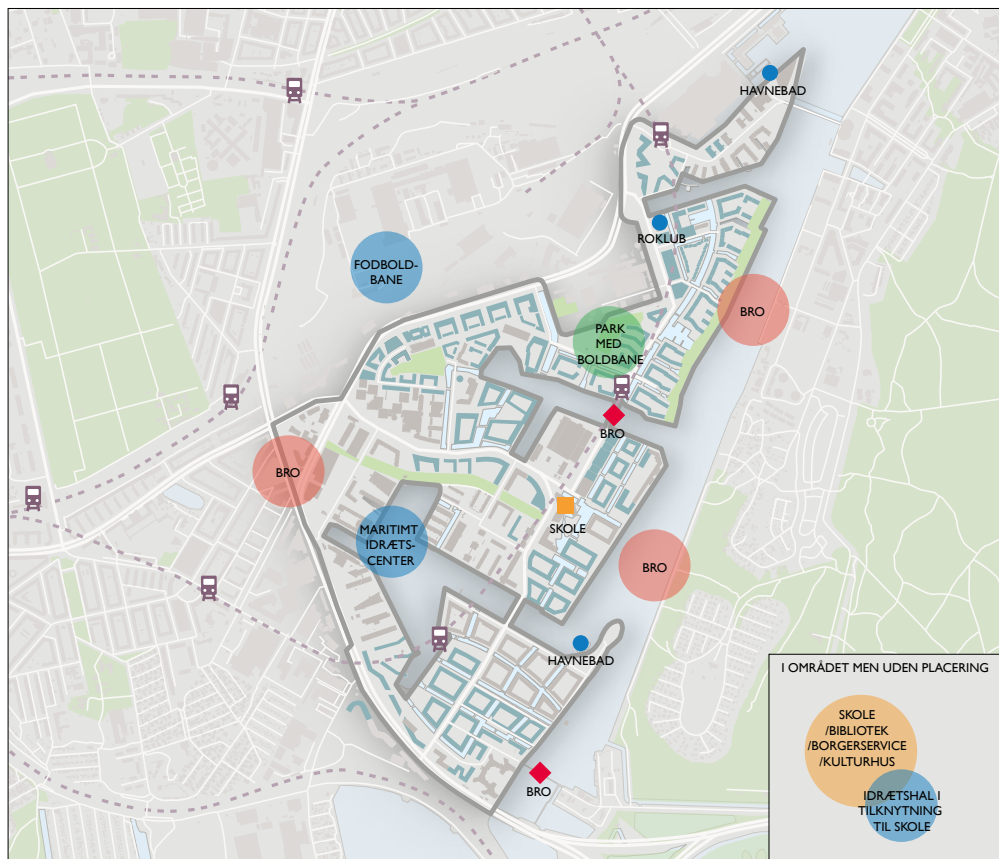 HAVNEBAD
ROKLUB
FODBOLD-
BANE
BRO
PARK
MED
BOLDBANE
BRO
BRO
SKOLE
MARITIMT
IDRÆTS-
CENTER
BRO
HAVNEBAD
BRO
I OMRÅDET MEN UDEN PLACERING
SKOLE
/BIBLIOTEK
/BORGERSERVICE
/KULTURHUS
IDRÆTSHAL I
TILKNYTNING
TIL SKOLE